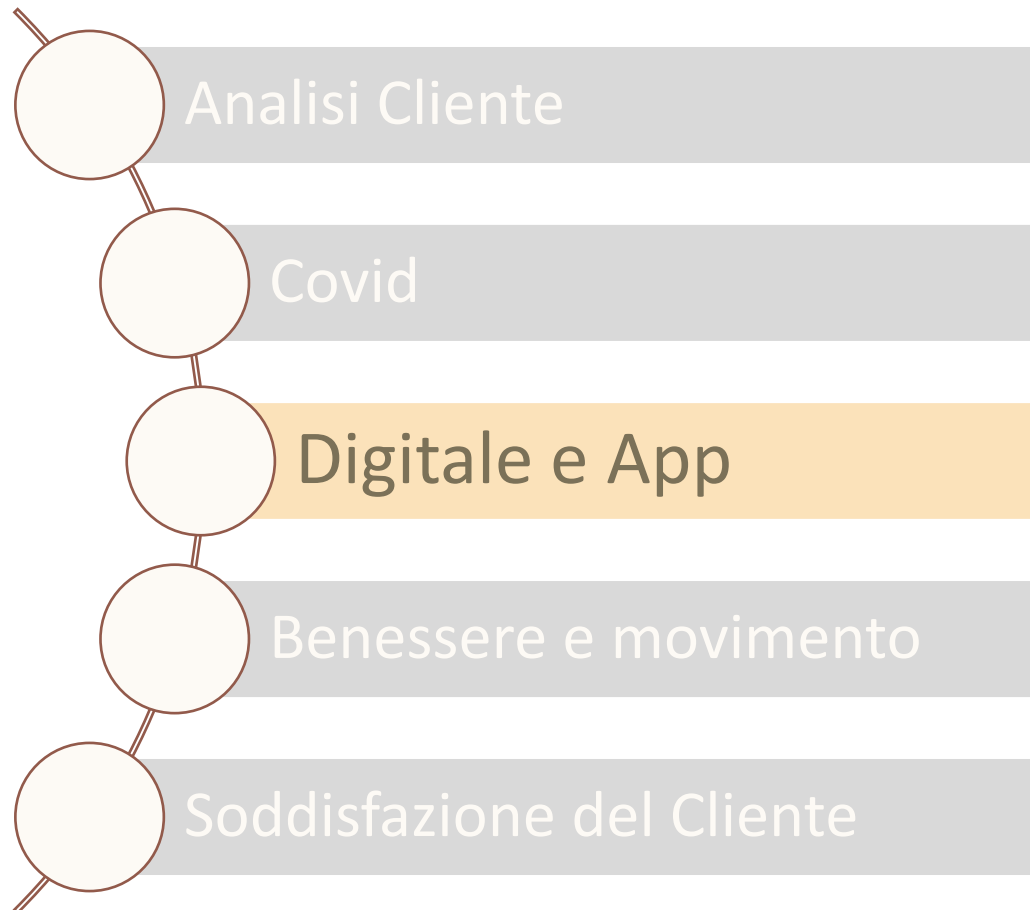 Analisi Cliente
Covid
Digitale e App
Benessere e movimento
Soddisfazione del Cliente